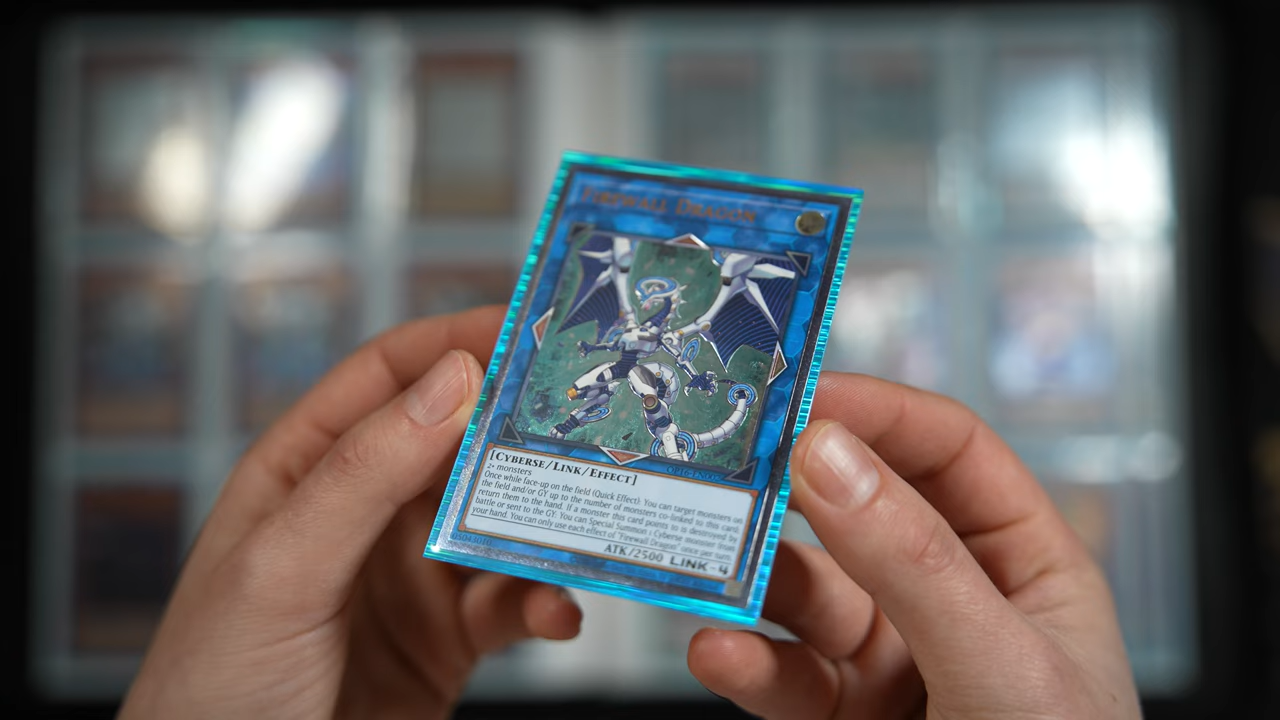 FIREWALL DRAGON
OP16-EN002
[CYBERSE/LINK/EFFECT]
2+ monsters
Once while face-up on the field (Quick Effect): You can target monsters on
the field and/or GY up to the number of monsters co-linked to this card;
return them to the hand. If a monster this card points to is destroyed by
battle or sent to the GY: You can Special Summon 1 Cyberse monster from
your hand. You can only use each effect of "Firewall Dragon" once per turn.
ATK/2500 LINK-4
05043010